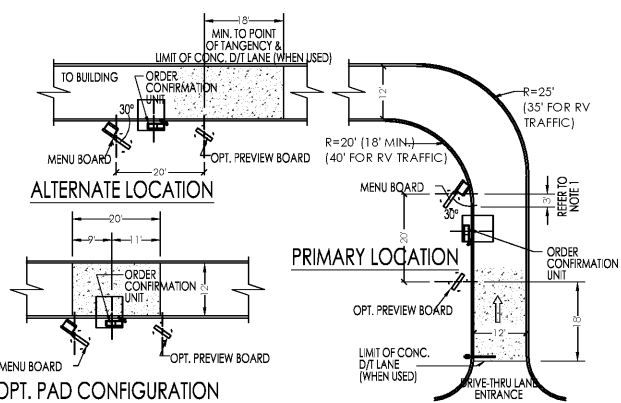 18'
MIN. TO POINT
OF TANGENCY &
LIMIT OF CONC. D/T LANE (WHEN USED)
TO BUILDING
ORDER
CONFIRMATION
UNIT
30°
MENU BOARD
OPT. PREVIEW BOARD
20'
ALTERNATE LOCATION
20'
9'
11'
ORDER
CONFIRMATION
UNIT
12'
MENU BOARD
OPT. PREVIEW BOARD
OPT. PAD CONFIGURATION
12'
R=25'
(35' FOR RV
TRAFFIC)
R=20' (18' MIN.)
(40' FOR RV TRAFFIC)
MENU BOARD
30°
3'
REFER TO
NOTE 1
20'
PRIMARY LOCATION
ORDER
CONFIRMATION
UNIT
OPT. PREVIEW BOARD
12'
18'
LIMIT OF CONC.
D/T LANE
(WHEN USED)
DRIVE-THRU LANE
ENTRANCE